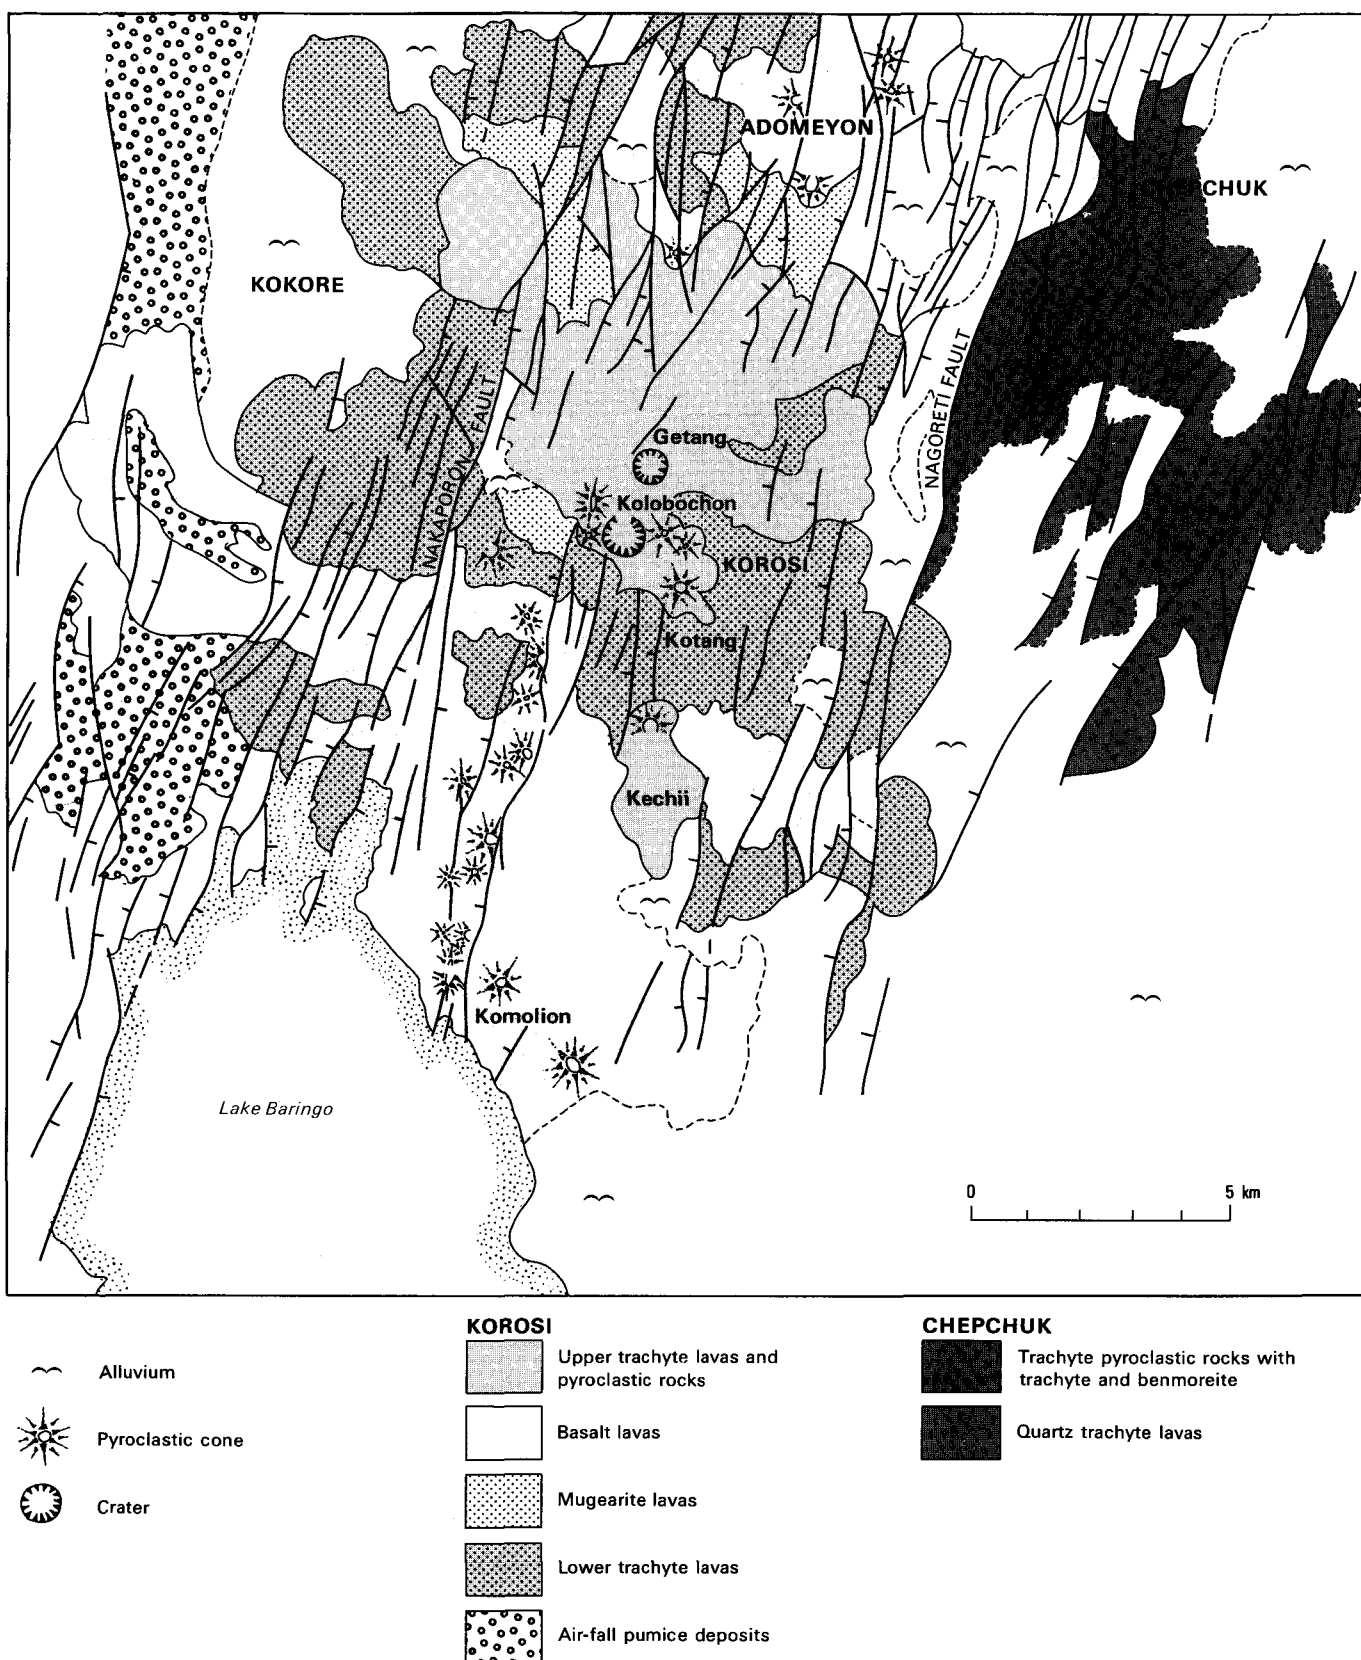 ADOMEYON
CHEPCHUK
KOKORE
NAGORETI FAULT
NAKAPORON FAULT
Getang
Kolobochon
KOROSI
Kotang
Kechii
Komolion
Lake Baringo
0 5 km
KOROSI
CHEPCHUK
Alluvium
Pyroclastic cone
Crater
Upper trachyte lavas and
pyroclastic rocks
Basalt lavas
Mugearite lavas
Lower trachyte lavas
Air-fall pumice deposits
Trachyte pyroclastic rocks with
trachyte and benmoreite
Quartz trachyte lavas